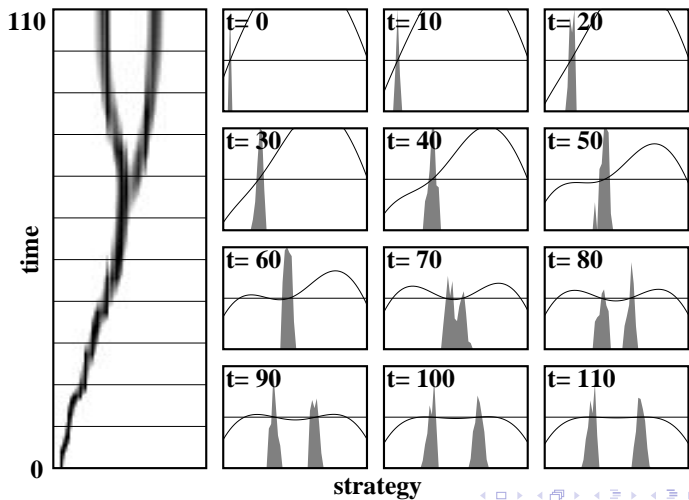 110
time
0
t= 0
t= 10
t= 20
t= 30
t= 40
t= 50
t= 60
t= 70
t= 80
t= 90
t= 100
t= 110
strategy